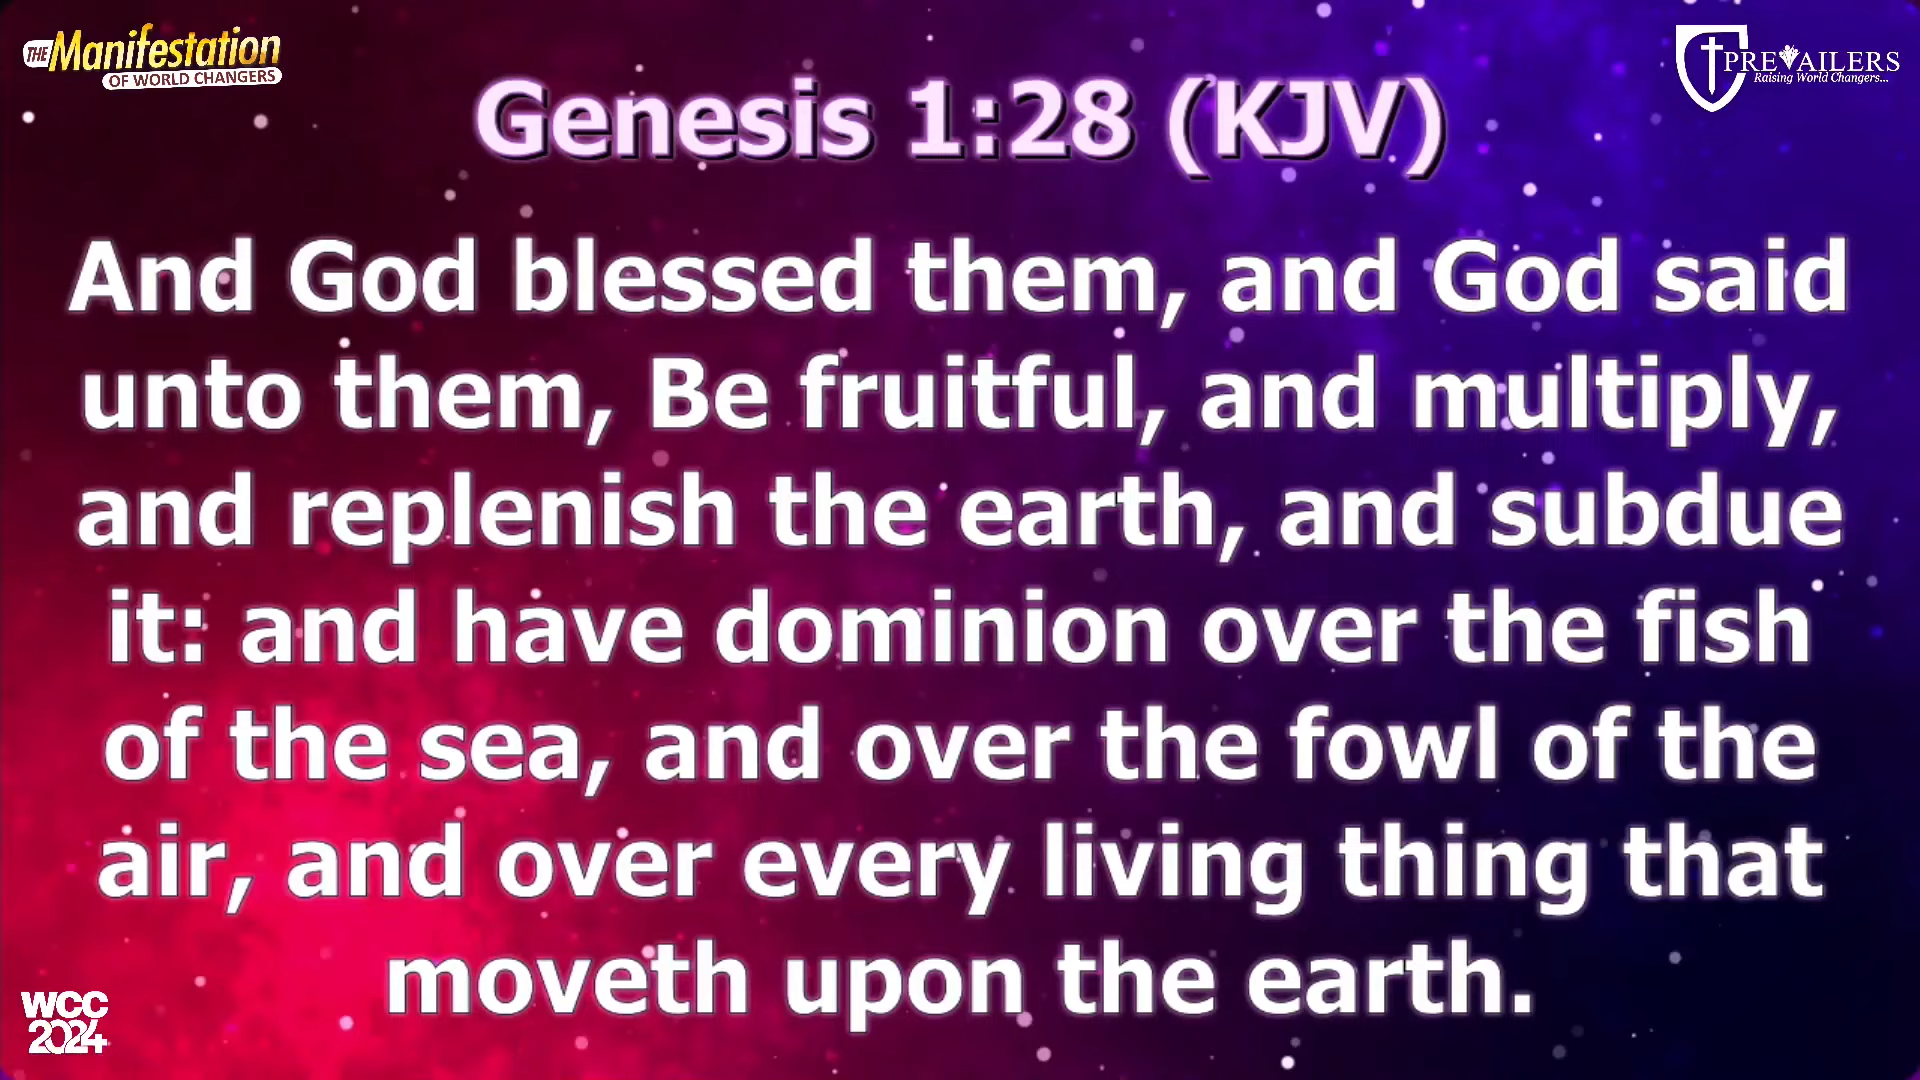 THE Manifestation
OF WORLD CHANGERS
PREVAILERS
Raising World Changers...
Genesis 1:28 (KJV)
And God blessed them, and God said
unto them, Be fruitful, and multiply,
and replenish the earth, and subdue
it: and have dominion over the fish
of the sea, and over the fowl of the
air, and over every living thing that
moveth upon the earth.
WCC
2024